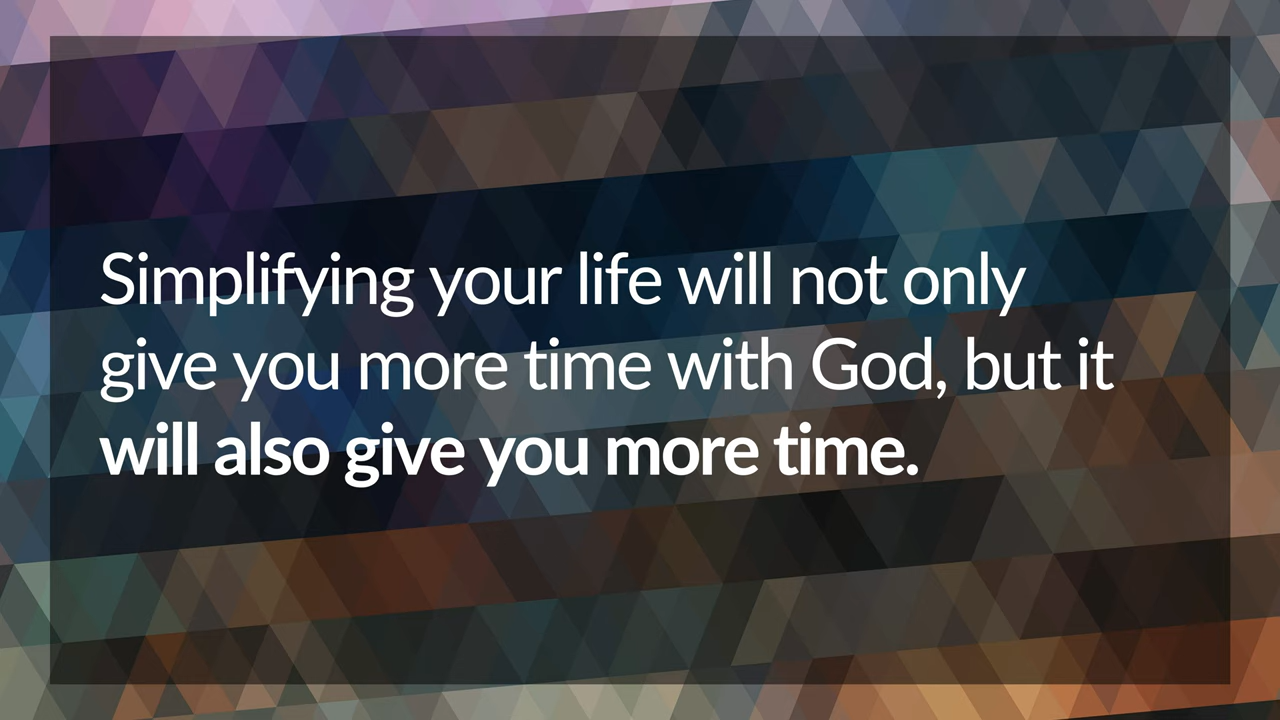 Simplifying your life will not only
give you more time with God, but it
will also give you more time.